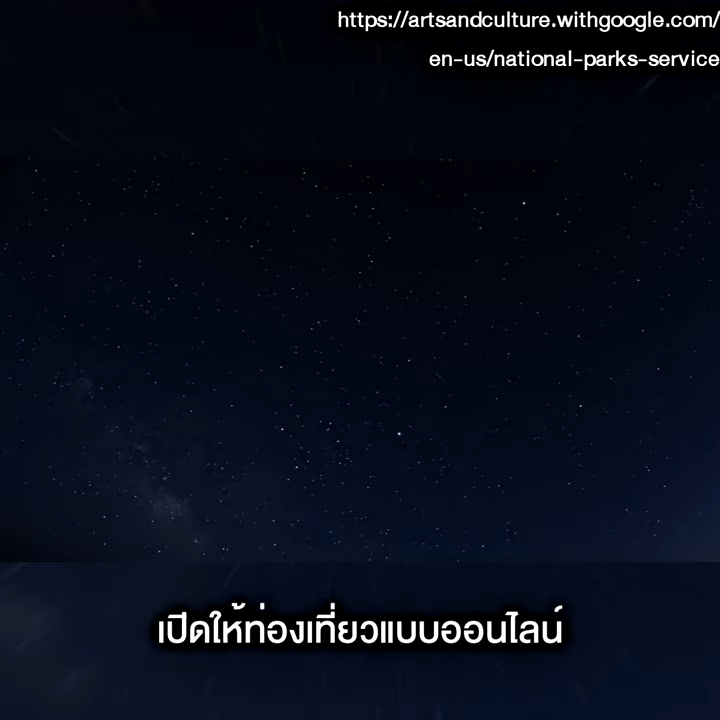 https://artsandculture.withgoogle.com/
en-us/national-parks-service
เปิดให้ท่องเที่ยวแบบออนไลน์